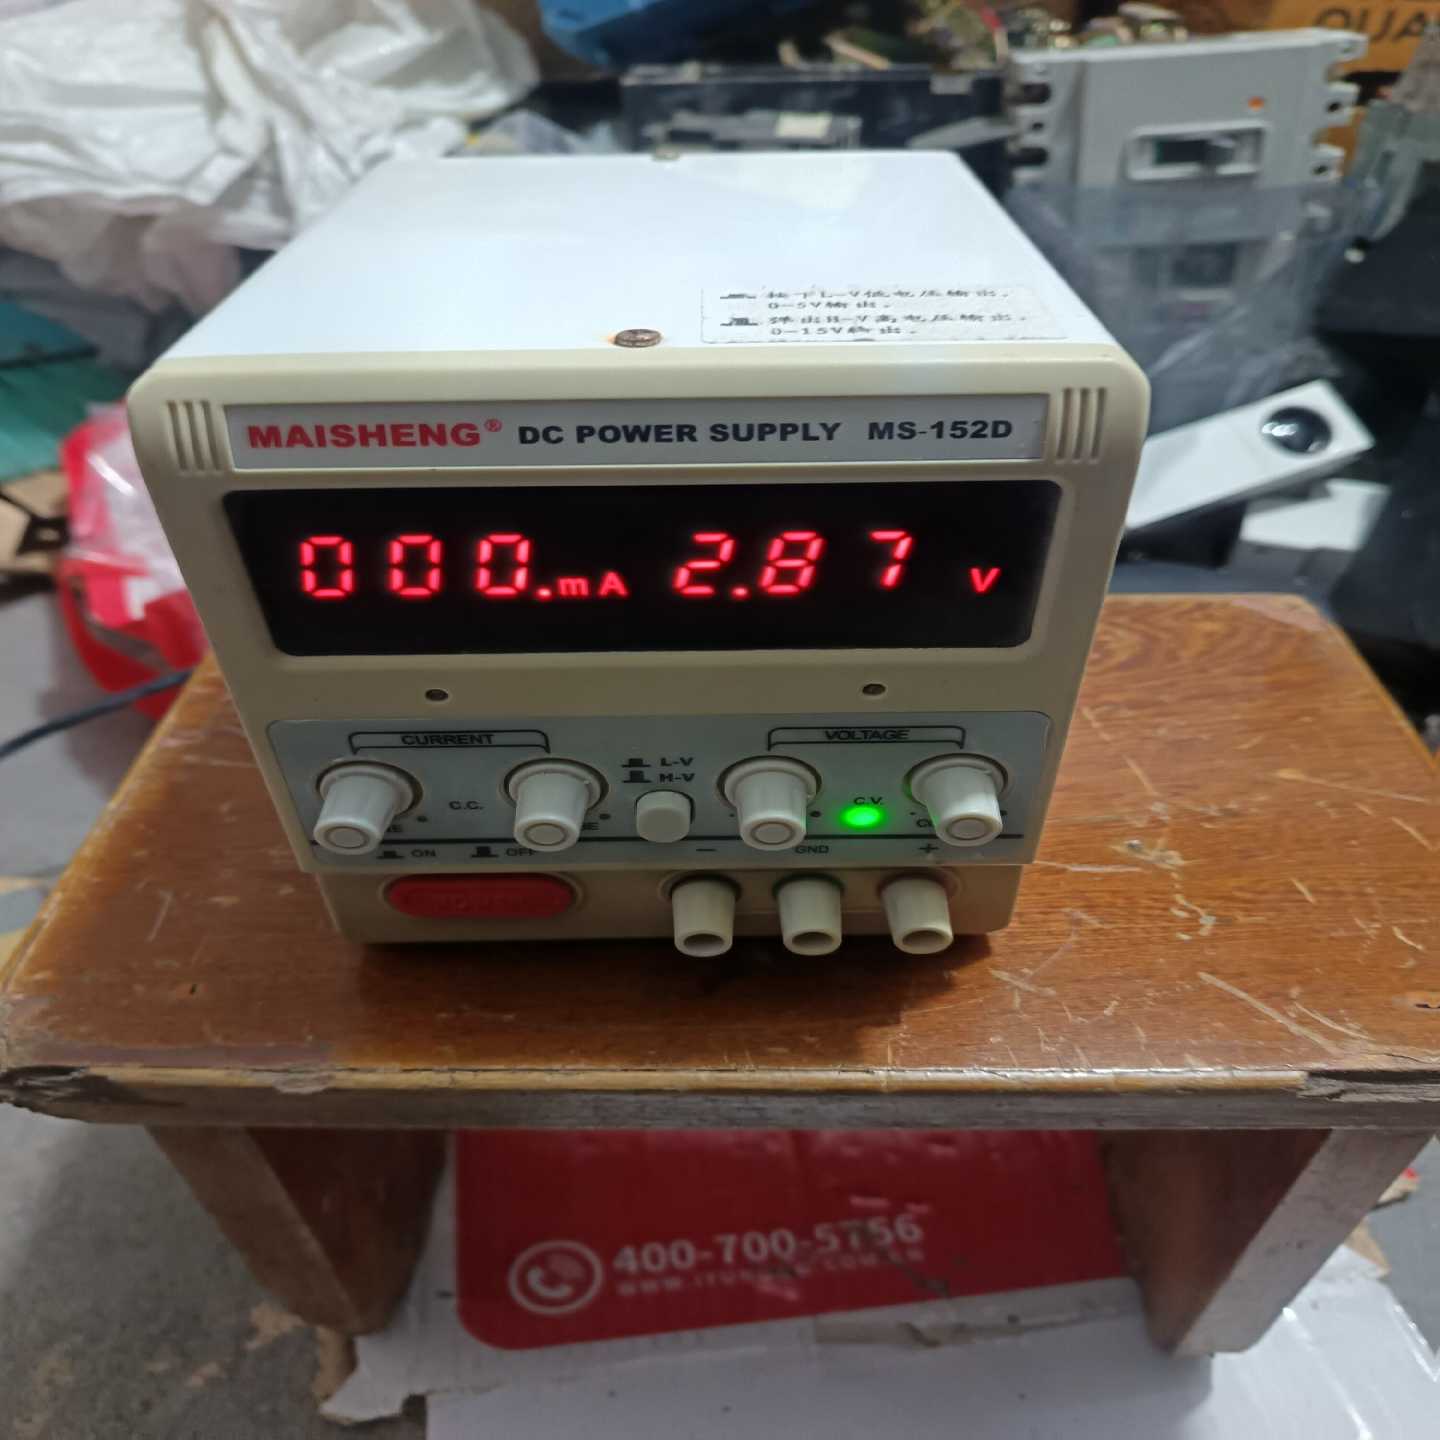 QUA
按下L-V低电压输出,
0-5V输出.
弹出H-V高电压输出,
0-15V输出.
MAISHENG® DC POWER SUPPLY MS-152D
000.mA 2.87 V
CURRENT
VOLTAGE
L-V
H-V
C.C.
C.V.
ON
OFF
— GND +
400-700-5756